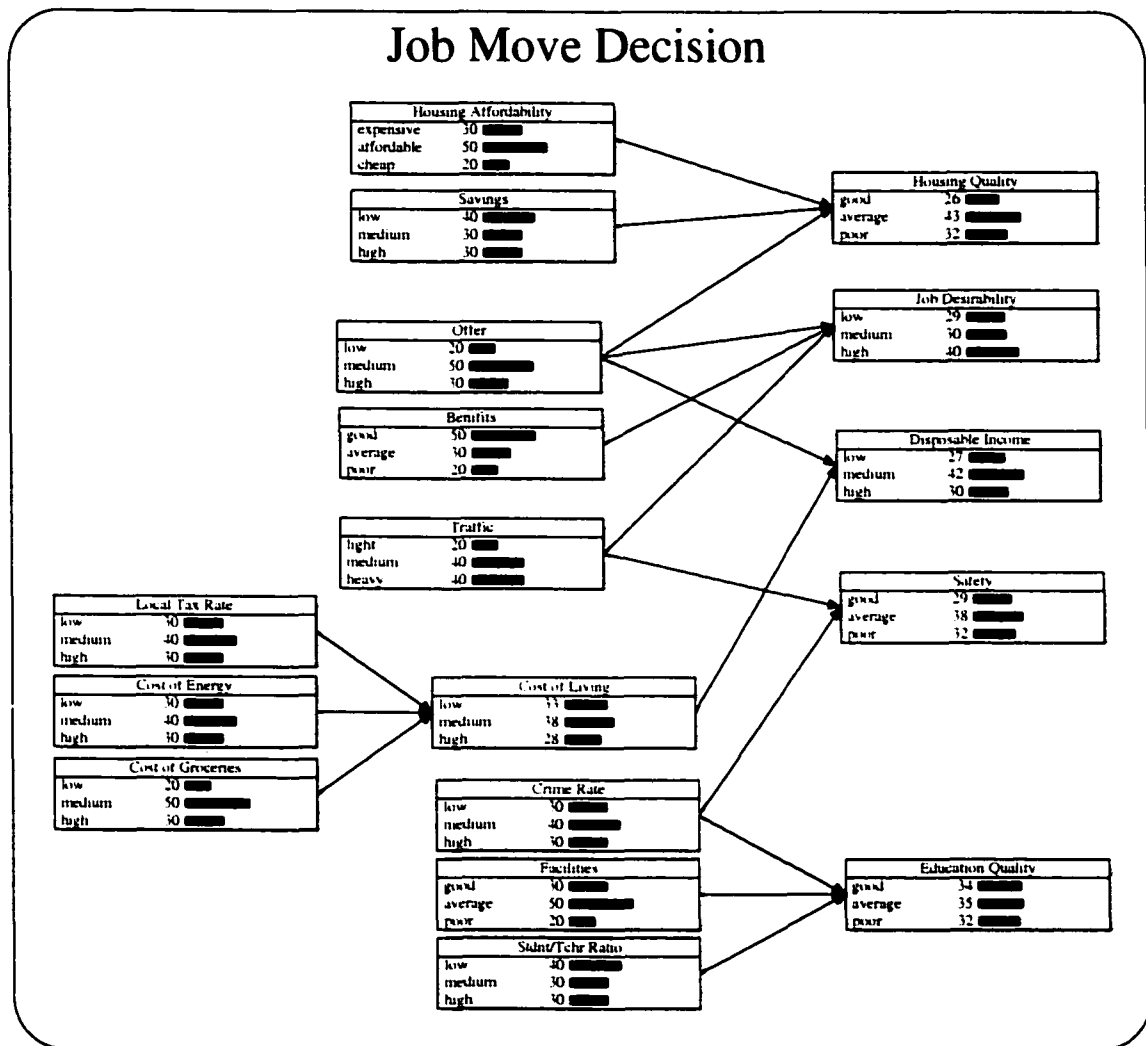 Job Move Decision
Housing Affordability
expensive 30
affordable 50
cheap 20
Savings
low 40
medium 30
high 30
Housing Quality
good 26
average 43
poor 32
Offer
low 20
medium 50
high 30
Job Desirability
low 29
medium 30
high 40
Benifits
good 50
average 30
poor 20
Disposable Income
low 27
medium 42
high 30
Traffic
light 20
medium 40
heavy 40
Safety
good 29
average 38
poor 32
Local Tax Rate
low 30
medium 40
high 30
Cost of Energy
low 30
medium 40
high 30
Cost of Groceries
low 20
medium 50
high 30
Cost of Living
low 33
medium 38
high 28
Crime Rate
low 30
medium 40
high 30
Facilities
good 30
average 50
poor 20
Stdnt/Tchr Ratio
low 40
medium 30
high 30
Education Quality
good 34
average 35
poor 32